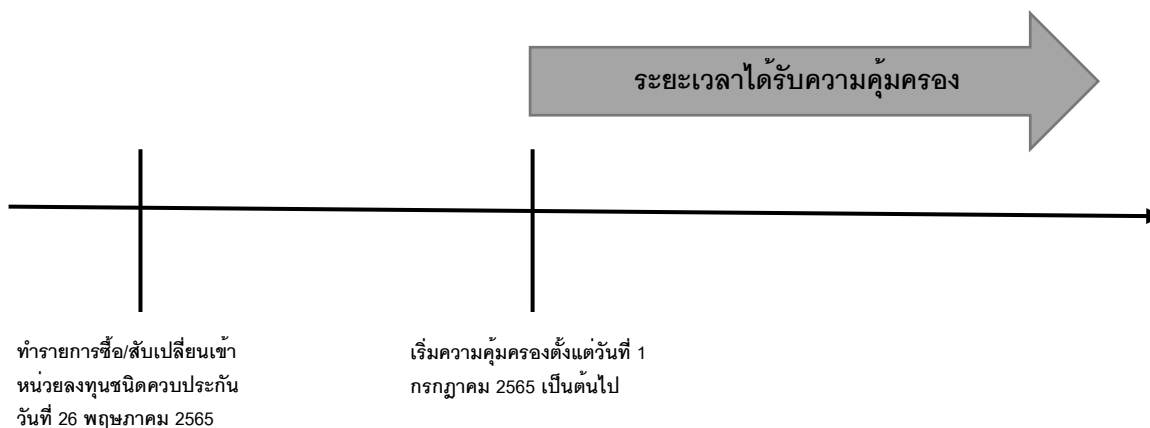 ระยะเวลาได้รับความคุ้มครอง
ทำรายการซื้อ/สับเปลี่ยนเข้า
หน่วยลงทุนชนิดควบประกัน
วันที่ 26 พฤษภาคม 2565
เริ่มความคุ้มครองตั้งแต่วันที่ 1
กรกฎาคม 2565 เป็นต้นไป